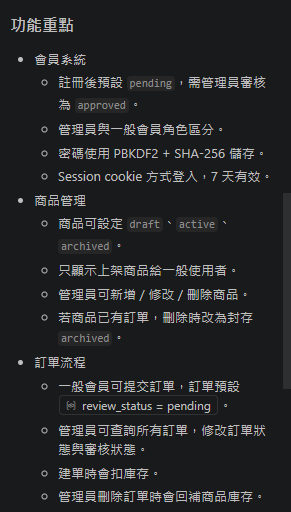 功能重點
會員系統
註冊後預設 pending，需管理員審核
為 approved。
管理員與一般會員角色區分。
密碼使用 PBKDF2 + SHA-256 儲存。
Session cookie 方式登入，7 天有效。
商品管理
商品可設定 draft、active、
archived。
只顯示上架商品給一般使用者。
管理員可新增 / 修改 / 刪除商品。
若商品已有訂單，刪除時改為封存
archived。
訂單流程
一般會員可提交訂單，訂單預設
review_status = pending。
管理員可查詢所有訂單，修改訂單狀
態與審核狀態。
建單時會扣庫存。
管理員刪除訂單時會回補商品庫存。